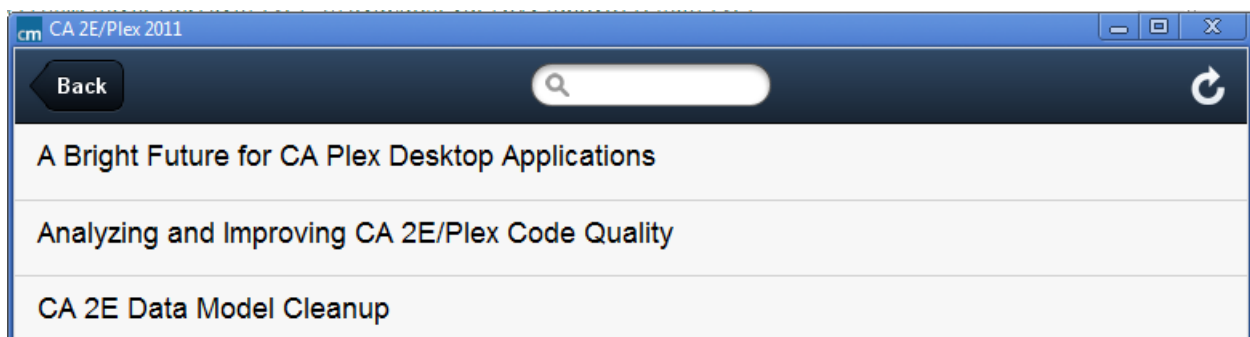 cm CA 2E/Plex 2011
Back
A Bright Future for CA Plex Desktop Applications
Analyzing and Improving CA 2E/Plex Code Quality
CA 2E Data Model Cleanup